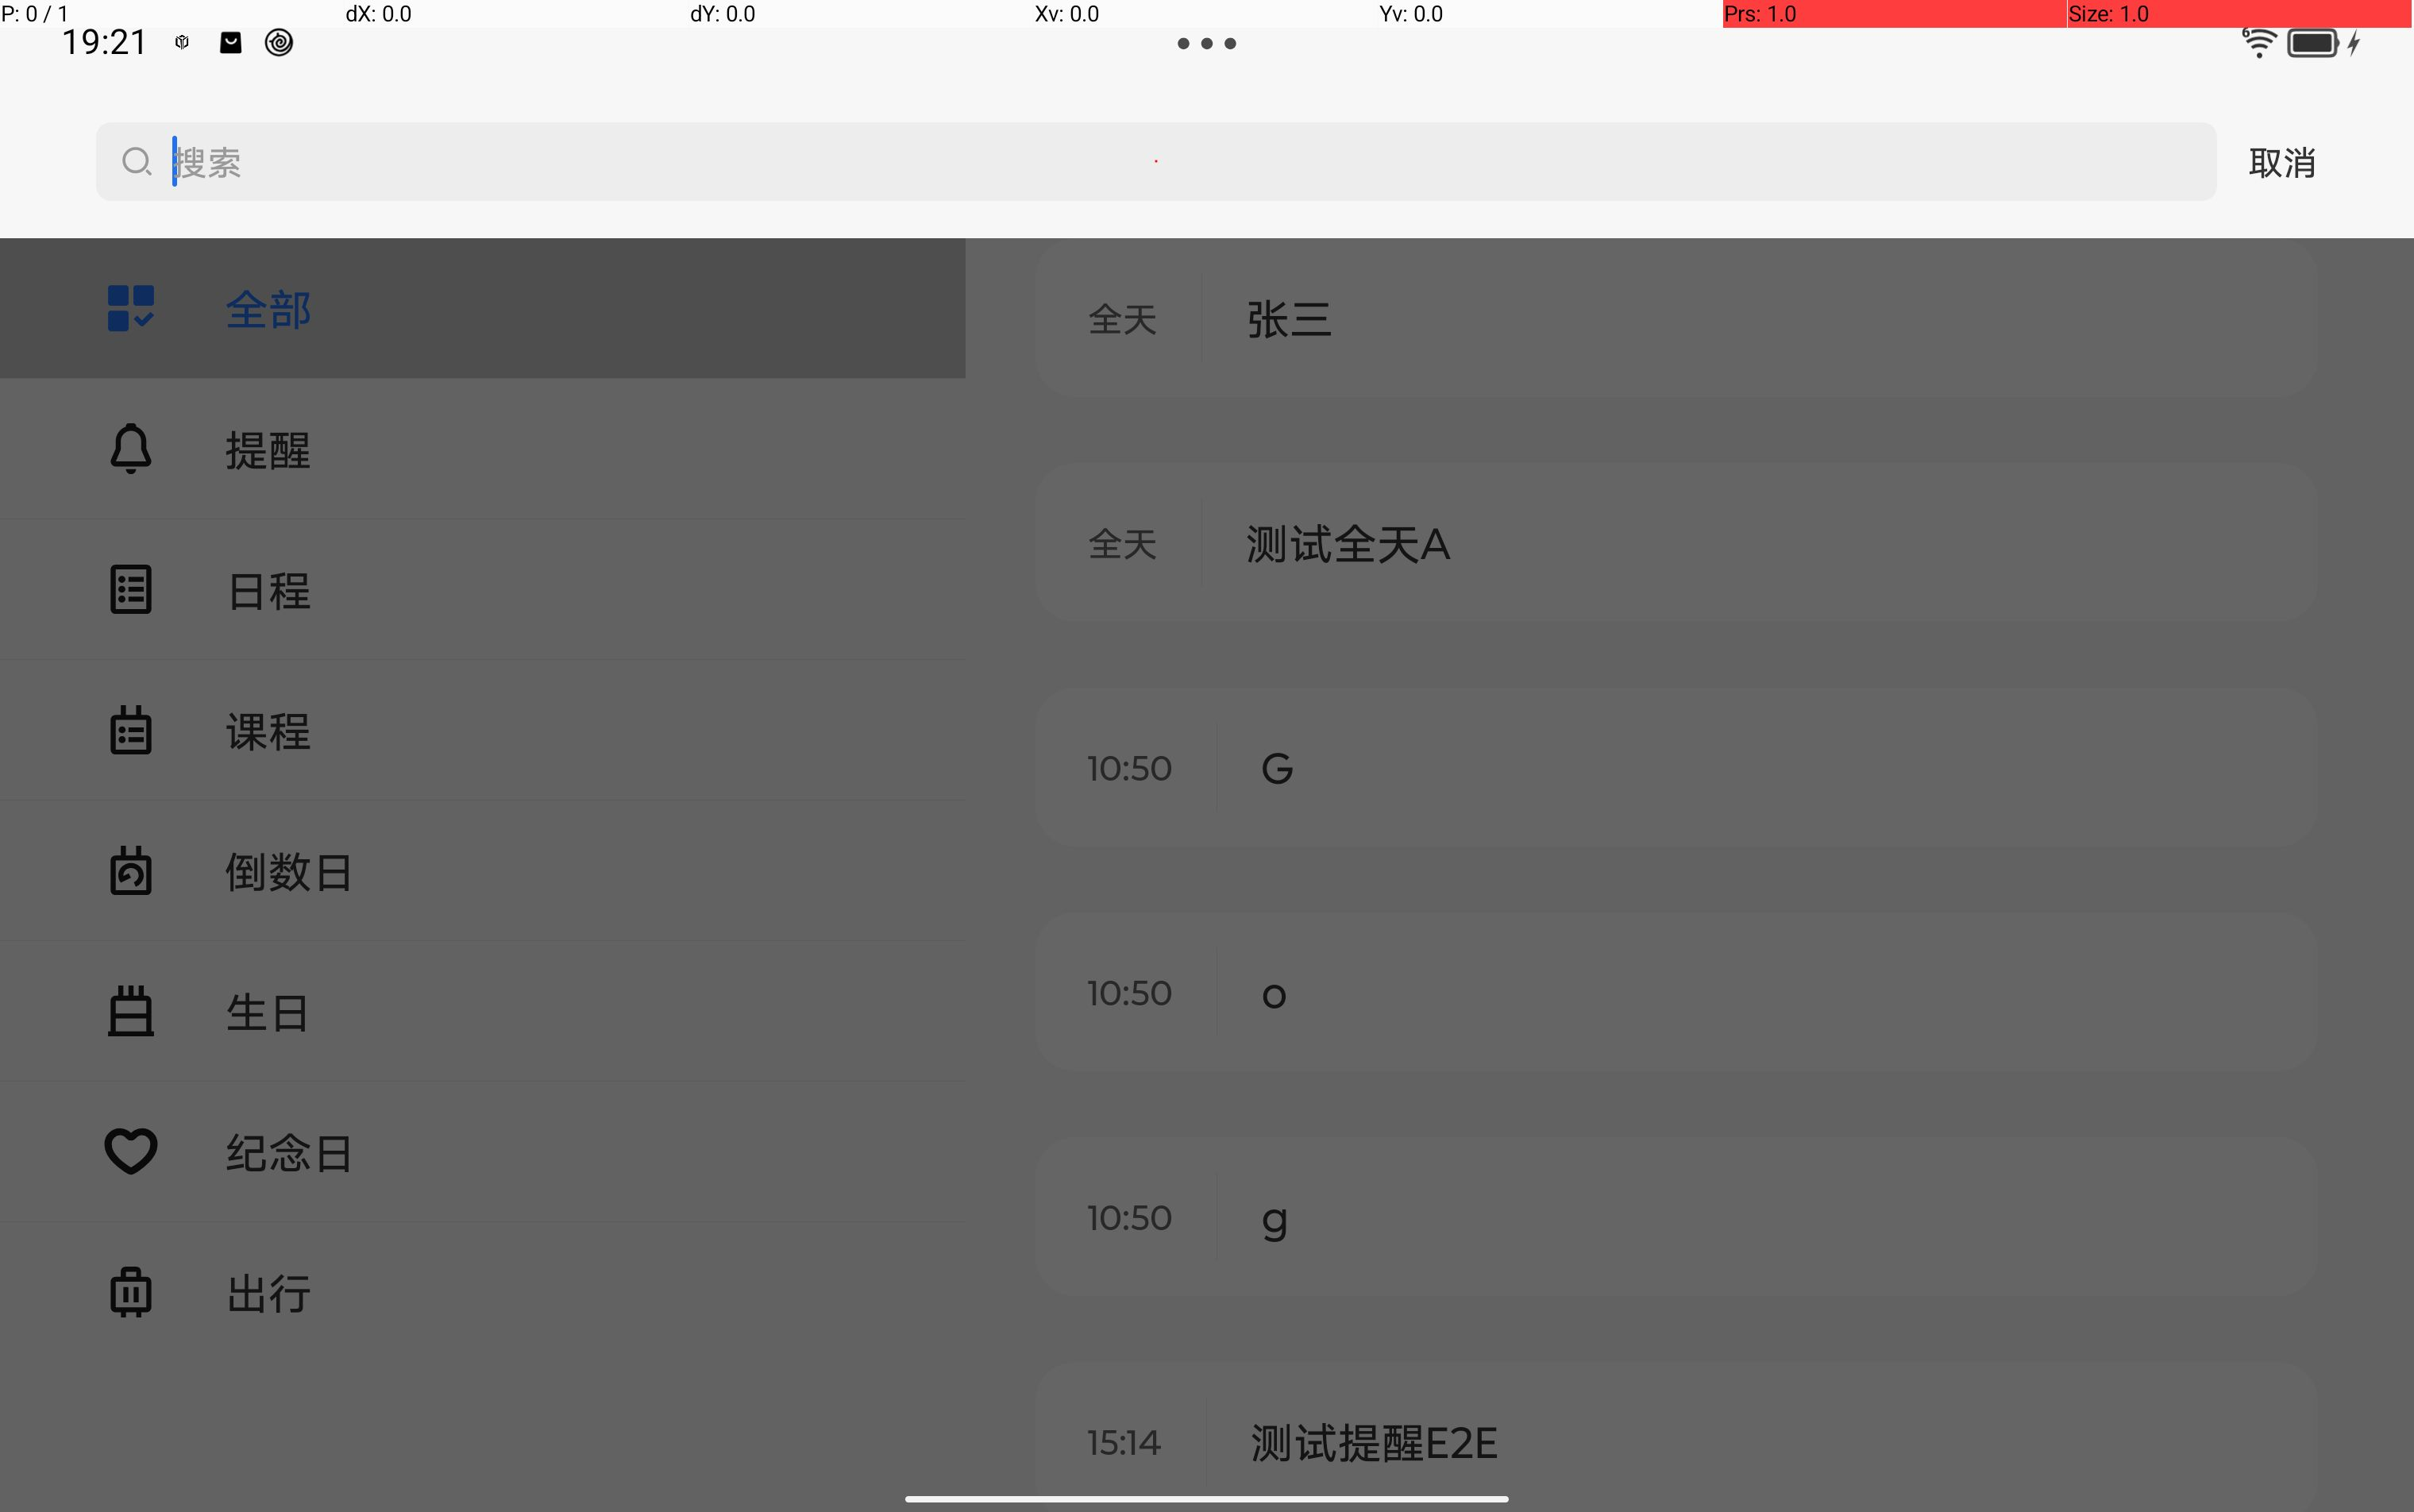 P: 0 / 1 dX: 0.0 dY: 0.0 Xv: 0.0 Yv: 0.0 Prs: 1.0 Size: 1.0
19:21 6
搜索 取消
全部
提醒
日程
课程
倒数日
生日
纪念日
出行
全天 张三
全天 测试全天A
10:50 G
10:50 o
10:50 g
15:14 测试提醒E2E